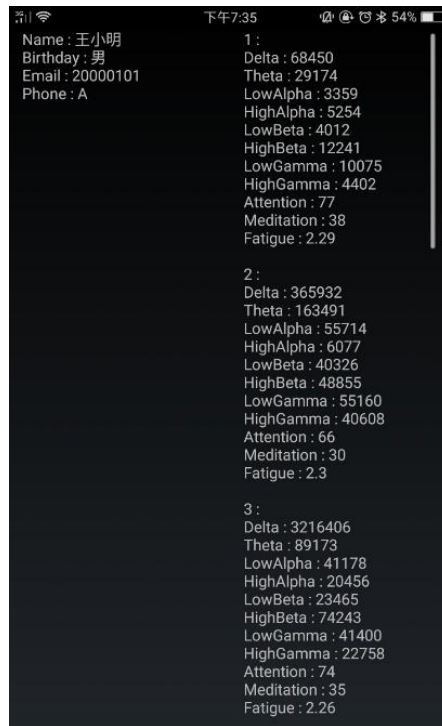 3G 下午7:35 54%
Name : 王小明
Birthday : 男
Email : 20000101
Phone : A
1 :
Delta : 68450
Theta : 29174
LowAlpha : 3359
HighAlpha : 5254
LowBeta : 4012
HighBeta : 12241
LowGamma : 10075
HighGamma : 4402
Attention : 77
Meditation : 38
Fatigue : 2.29
2 :
Delta : 365932
Theta : 163491
LowAlpha : 55714
HighAlpha : 6077
LowBeta : 40326
HighBeta : 48855
LowGamma : 55160
HighGamma : 40608
Attention : 66
Meditation : 30
Fatigue : 2.3
3 :
Delta : 3216406
Theta : 89173
LowAlpha : 41178
HighAlpha : 20456
LowBeta : 23465
HighBeta : 74243
LowGamma : 41400
HighGamma : 22758
Attention : 74
Meditation : 35
Fatigue : 2.26